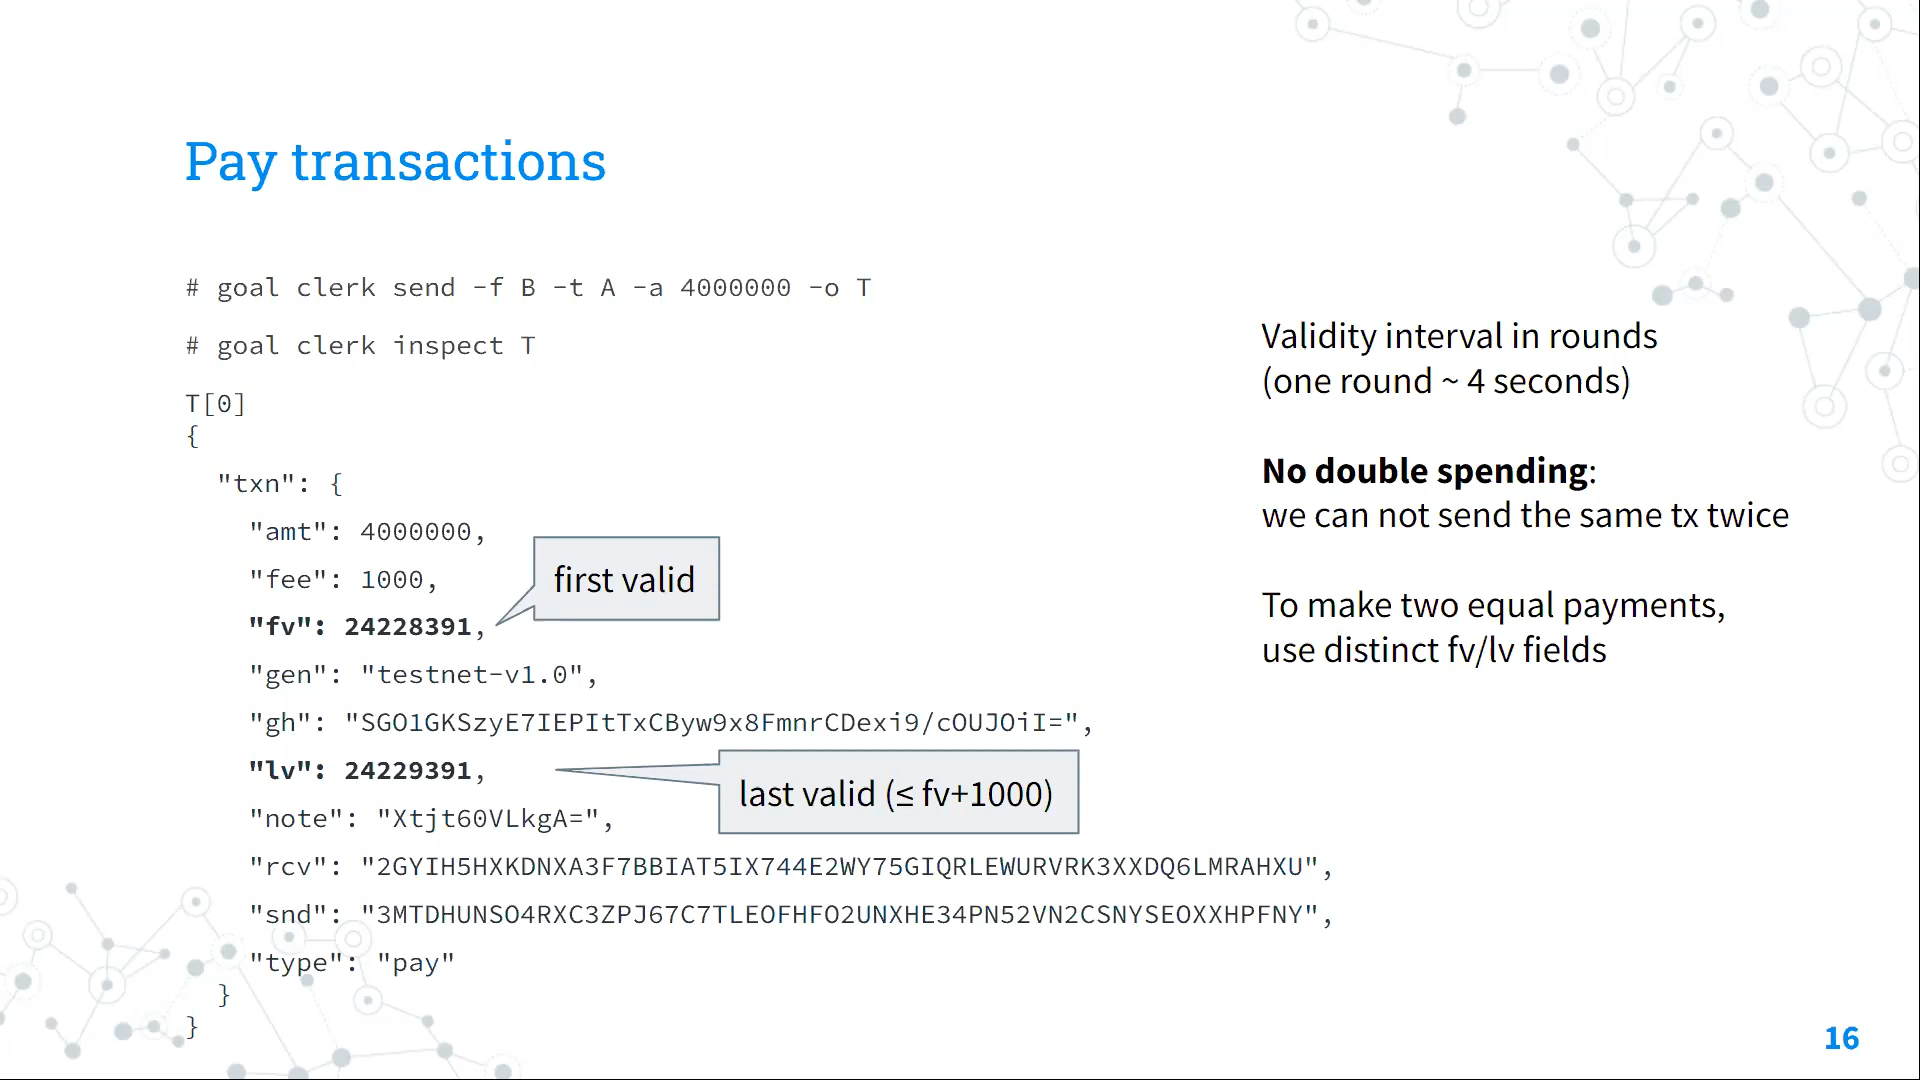 Pay transactions
# goal clerk send -f B -t A -a 4000000 -o T
# goal clerk inspect T
T[0]
{
"txn": {
"amt": 4000000,
"fee": 1000,
"fv": 24228391,
first valid
"gen": "testnet-v1.0",
"gh": "SGO1GKSzyE7IEPItTxCByw9x8FmnrCDexi9/cOUJOiI=",
"lv": 24229391,
last valid (≤ fv+1000)
"note": "Xtjt60VLkgA=",
"rcv": "2GYIH5HXKDNXA3F7BBIAT5IX744E2WY75GIQRLEWURVRK3XXDQ6LMRAHXU",
"snd": "3MTDHUNSO4RXC3ZPJ67C7TLEOFHFO2UNXHE34PN52VN2CSNYSEOXXHPFNY",
"type": "pay"
}
}
Validity interval in rounds
(one round ~ 4 seconds)
No double spending:
we can not send the same tx twice
To make two equal payments,
use distinct fv/lv fields
16